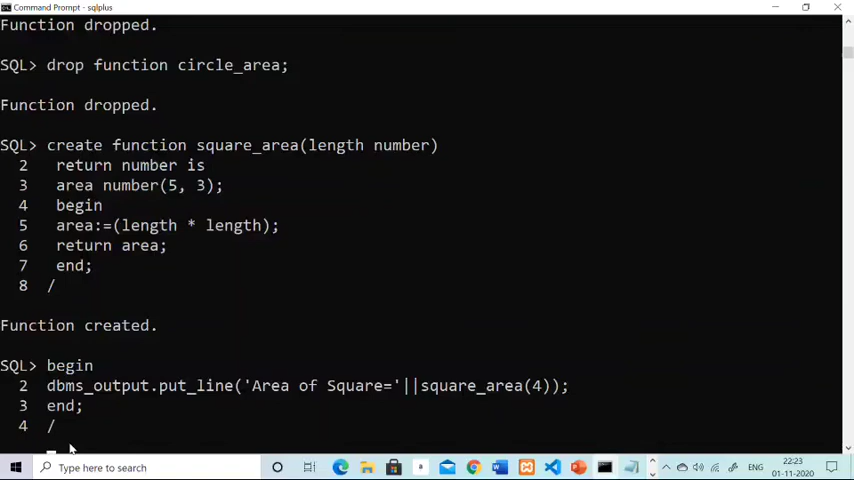 Command Prompt - sqlplus
Function dropped.
SQL> drop function circle_area;
Function dropped.
SQL> create function square_area(length number)
2 return number is
3 area number(5, 3);
4 begin
5 area:=(length * length);
6 return area;
7 end;
8 /
Function created.
SQL> begin
2 dbms_output.put_line('Area of Square='||square_area(4));
3 end;
4 /
Type here to search
ENG
22:23
01-11-2020